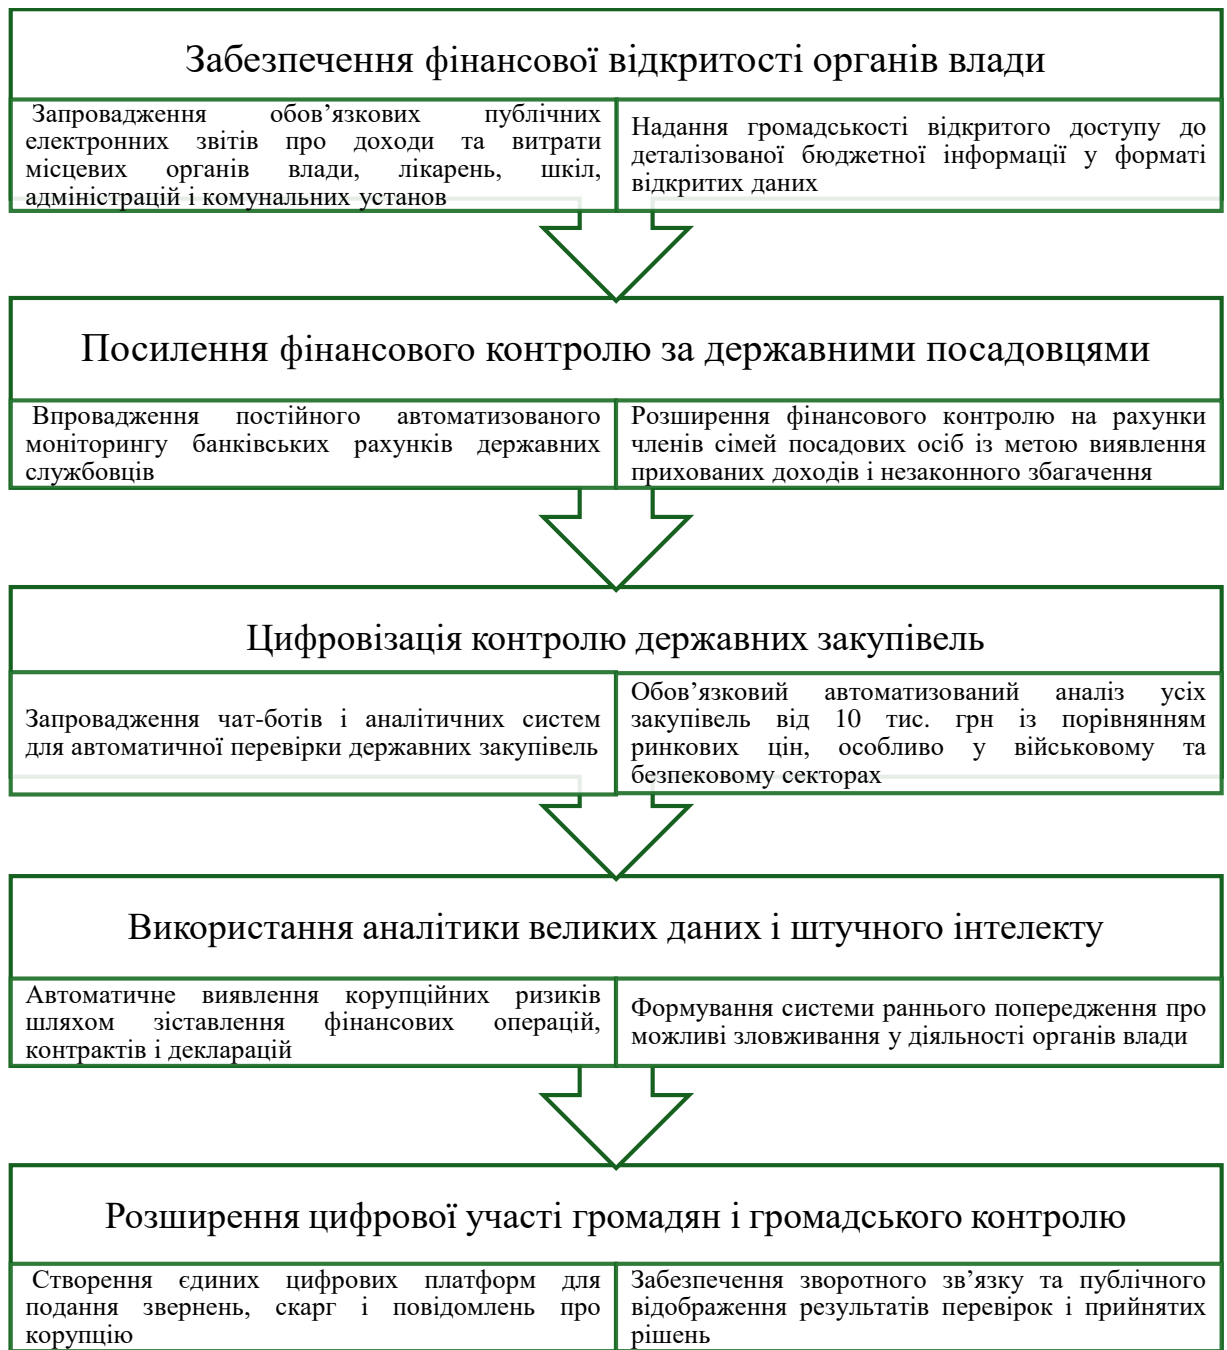 Забезпечення фінансової відкритості органів влади
Запровадження обов’язкових публічних
електронних звітів про доходи та витрати
місцевих органів влади, лікарень, шкіл,
адміністрацій і комунальних установ
Надання громадськості відкритого доступу до
деталізованої бюджетної інформації у форматі
відкритих даних
Посилення фінансового контролю за державними посадовцями
Впровадження постійного автоматизованого
моніторингу банківських рахунків державних
службовців
Розширення фінансового контролю на рахунки
членів сімей посадових осіб із метою виявлення
прихованих доходів і незаконного збагачення
Цифровізація контролю державних закупівель
Запровадження чат-ботів і аналітичних систем
для автоматичної перевірки державних закупівель
Обов’язковий автоматизований аналіз усіх
закупівель від 10 тис. грн із порівнянням
ринкових цін, особливо у військовому та
безпековому секторах
Використання аналітики великих даних і штучного інтелекту
Автоматичне виявлення корупційних ризиків
шляхом зіставлення фінансових операцій,
контрактів і декларацій
Формування системи раннього попередження про
можливі зловживання у діяльності органів влади
Розширення цифрової участі громадян і громадського контролю
Створення єдиних цифрових платформ для
подання звернень, скарг і повідомлень про
корупцію
Забезпечення зворотного зв’язку та публічного
відображення результатів перевірок і прийнятих
рішень